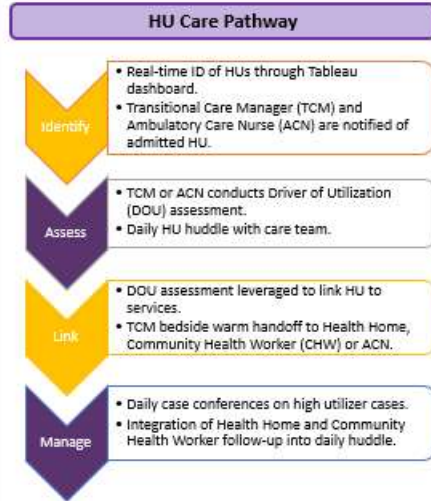 HU Care Pathway
Identify
• Real-time ID of HUs through Tableau
dashboard.
• Transitional Care Manager (TCM) and
Ambulatory Care Nurse (ACN) are notified of
admitted HU.
Assess
• TCM or ACN conducts Driver of Utilization
(DOU) assessment.
• Daily HU huddle with care team.
Link
• DOU assessment leveraged to link HU to
services.
• TCM bedside warm handoff to Health Home,
Community Health Worker (CHW) or ACN.
Manage
• Daily case conferences on high utilizer cases.
• Integration of Health Home and Community
Health Worker follow-up into daily huddle.